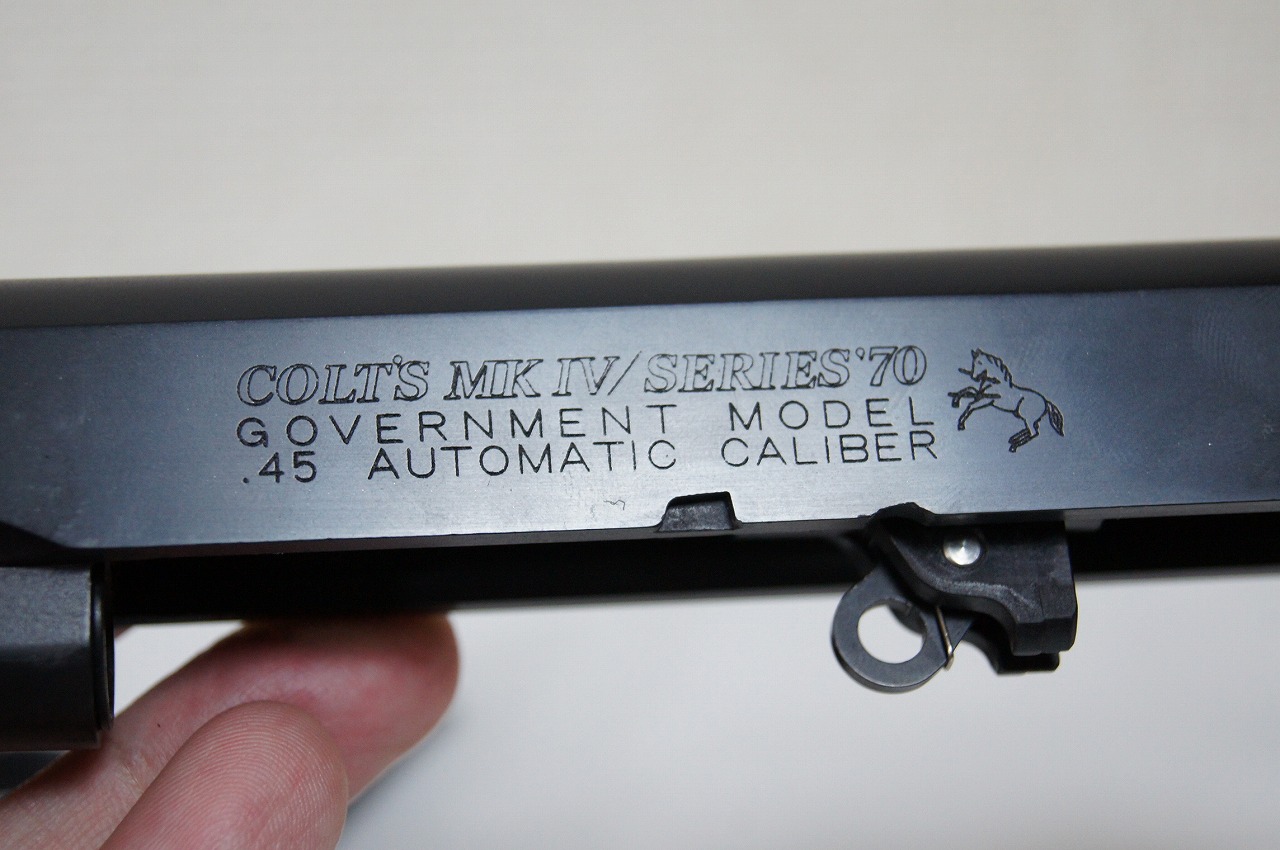 COLT'S MK IV/ SERIES'70
GOVERNMENT MODEL
.45 AUTOMATIC CALIBER